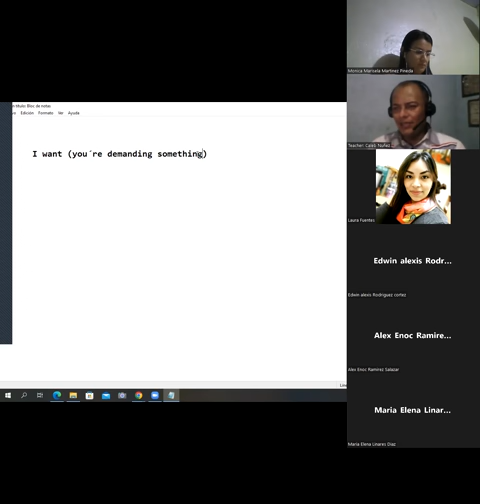 título: Bloc de notas
Edición Formato Ver Ayuda
I want (you´re demanding something)
Monica Marisela Martinez Pineda
Teacher: Carlos Nuñez
Laura Fuentes
Edwin alexis Rodr...
Edwin alexis Rodriguez cortez
Alex Enoc Ramire...
Alex Enoc Ramirez Salazar
Maria Elena Linar...
Maria Elena Linares Diaz